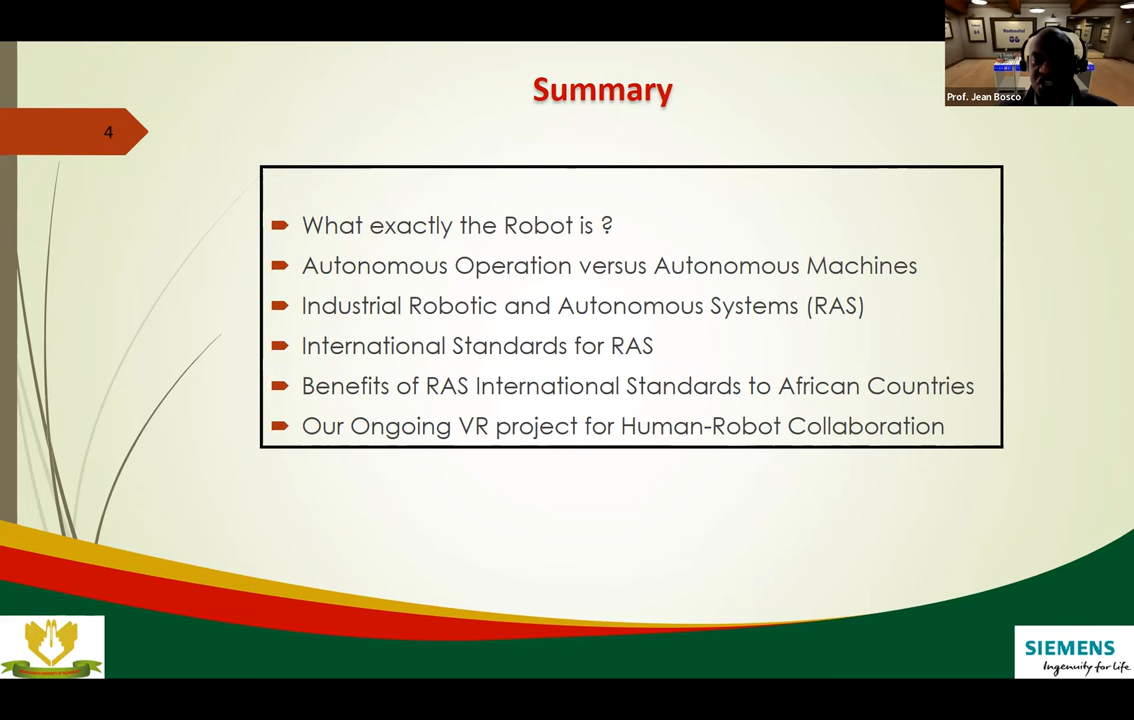 Summary
4
What exactly the Robot is ?
Autonomous Operation versus Autonomous Machines
Industrial Robotic and Autonomous Systems (RAS)
International Standards for RAS
Benefits of RAS International Standards to African Countries
Our Ongoing VR project for Human-Robot Collaboration
Prof. Jean Bosco
SIEMENS
Ingenuity for life